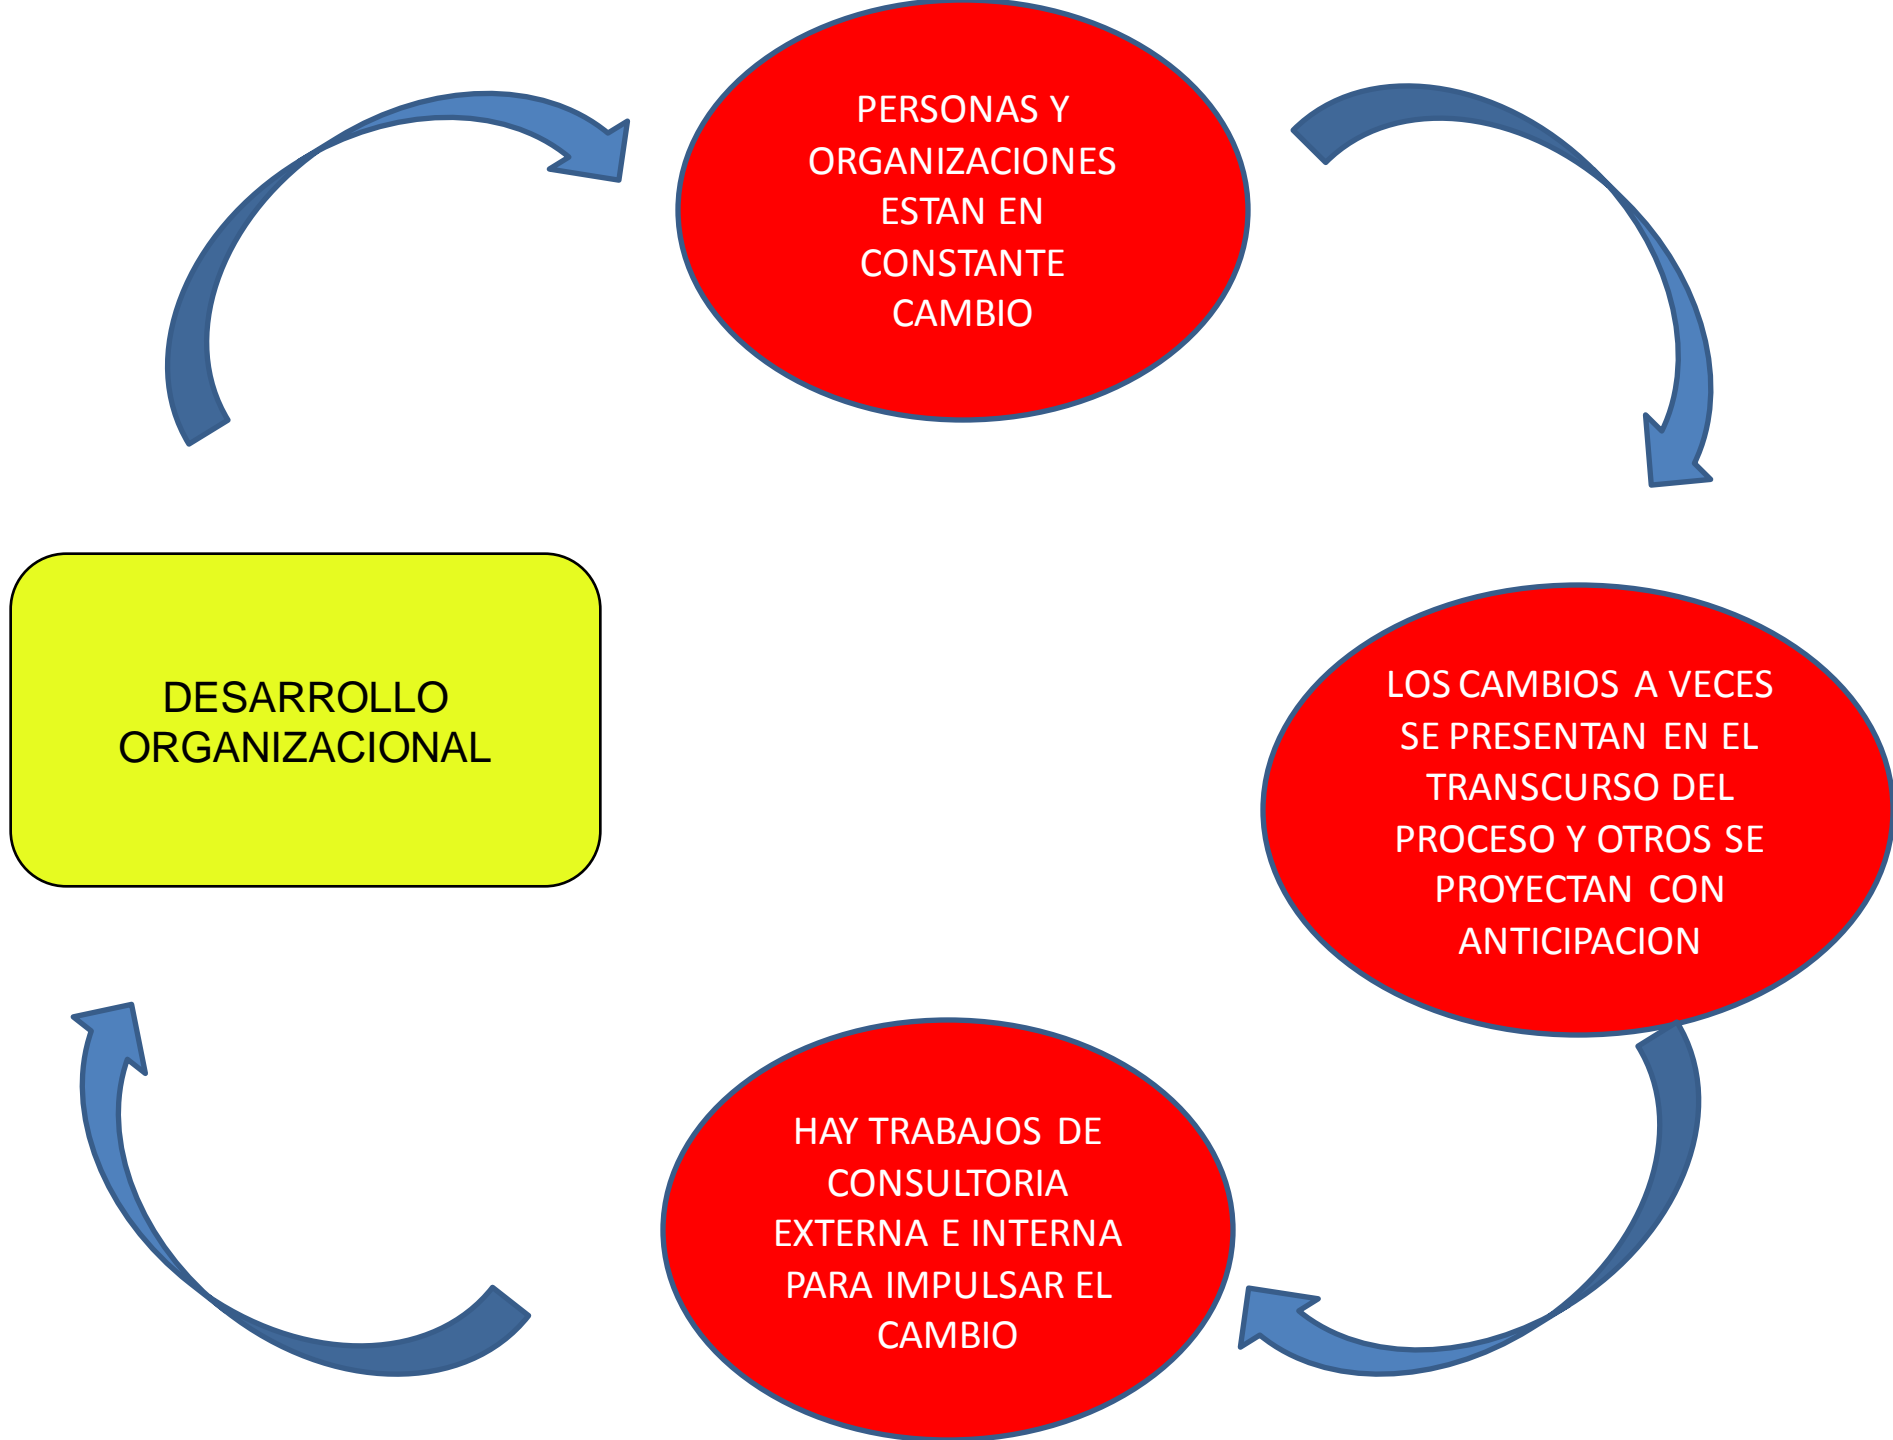 PERSONAS Y
ORGANIZACIONES
ESTAN EN
CONSTANTE
CAMBIO
DESARROLLO
ORGANIZACIONAL
LOS CAMBIOS A VECES
SE PRESENTAN EN EL
TRANSCURSO DEL
PROCESO Y OTROS SE
PROYECTAN CON
ANTICIPACION
HAY TRABAJOS DE
CONSULTORIA
EXTERNA E INTERNA
PARA IMPULSAR EL
CAMBIO